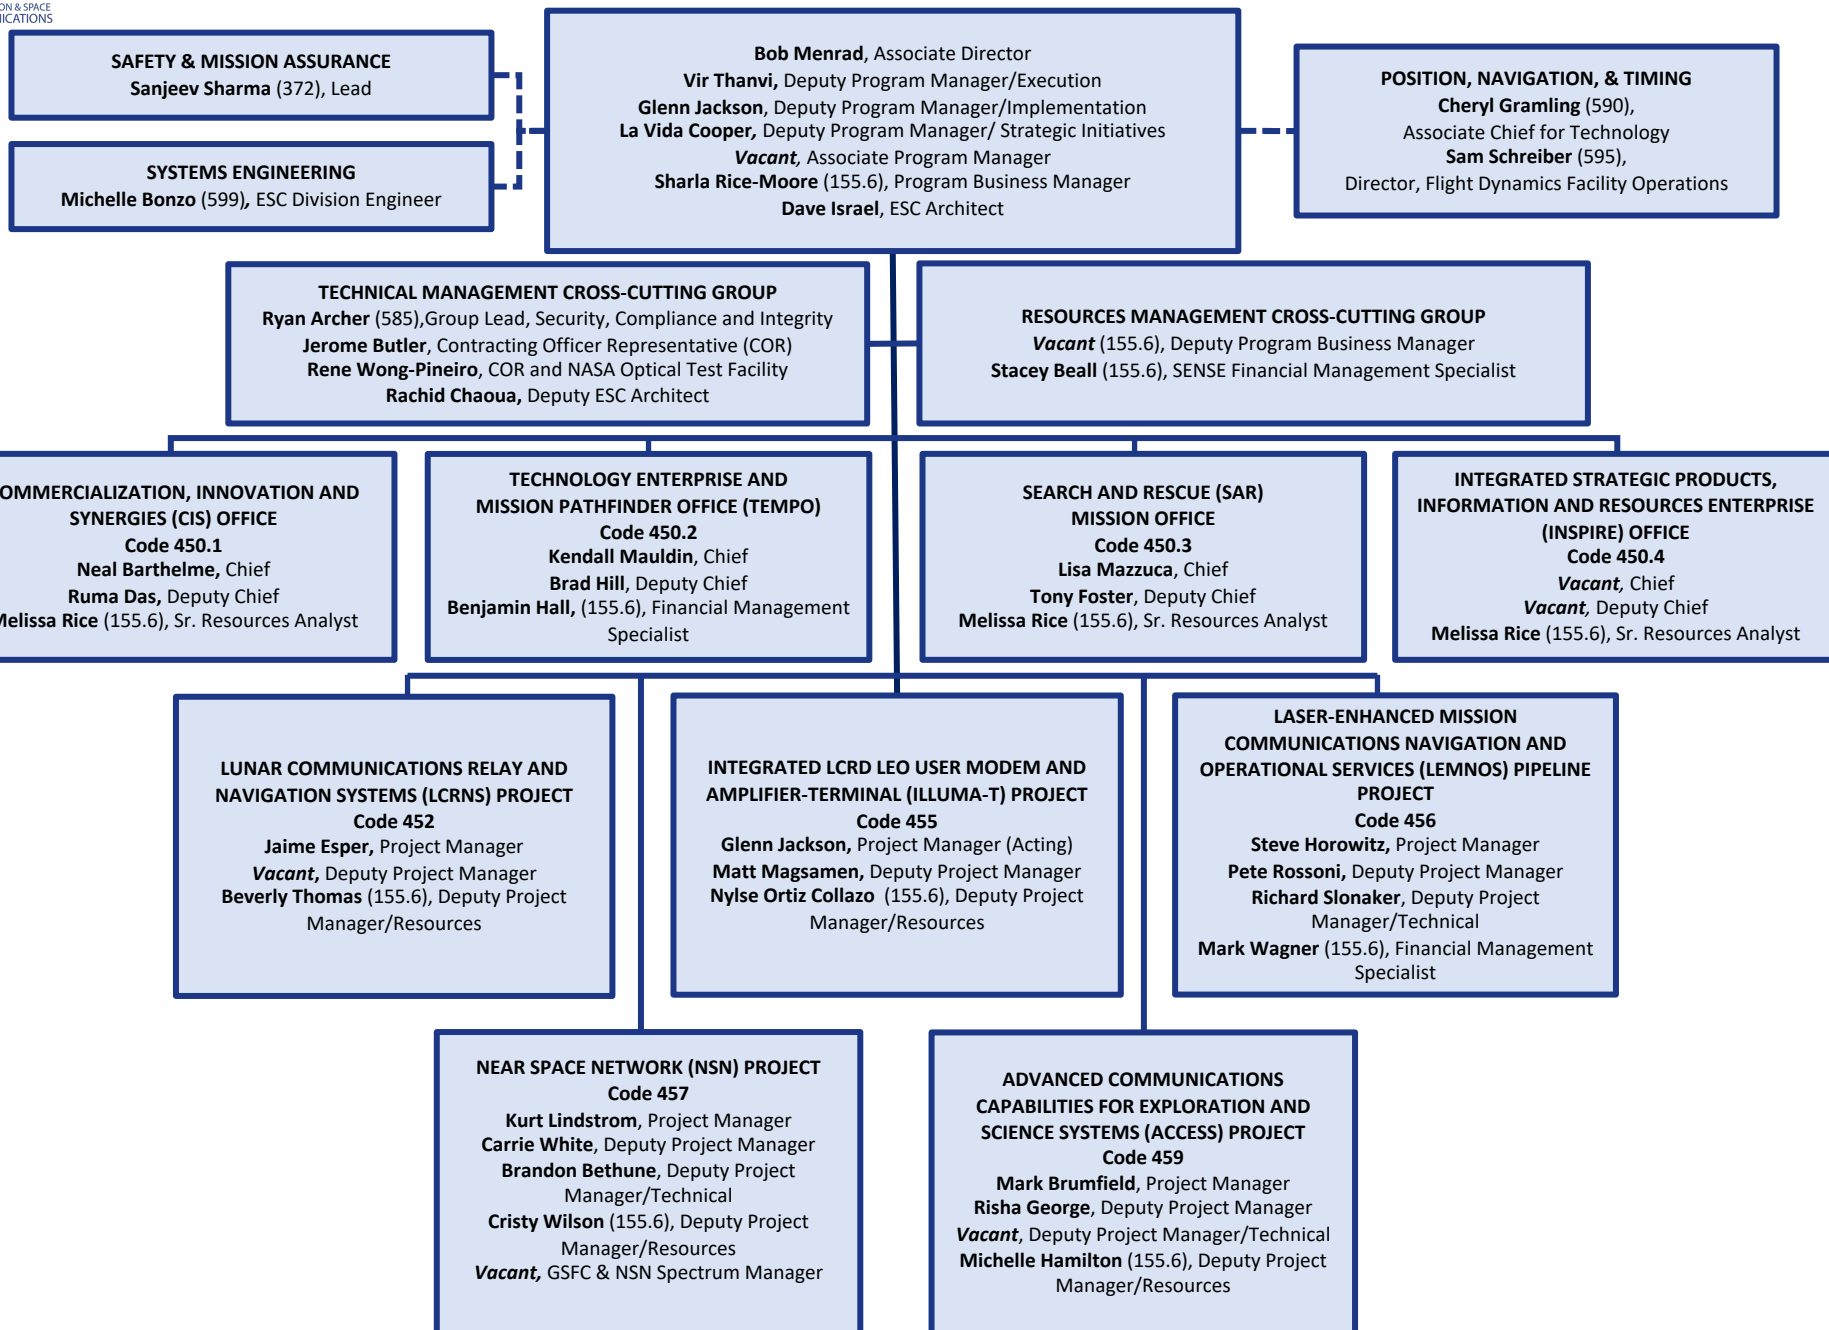 ON & SPACE
NICATIONS
SAFETY & MISSION ASSURANCE
Sanjeev Sharma (372), Lead
SYSTEMS ENGINEERING
Michelle Bonzo (599), ESC Division Engineer
Bob Menrad, Associate Director
Vir Thanvi, Deputy Program Manager/Execution
Glenn Jackson, Deputy Program Manager/Implementation
La Vida Cooper, Deputy Program Manager/ Strategic Initiatives
Vacant, Associate Program Manager
Sharla Rice-Moore (155.6), Program Business Manager
Dave Israel, ESC Architect
POSITION, NAVIGATION, & TIMING
Cheryl Gramling (590),
Associate Chief for Technology
Sam Schreiber (595),
Director, Flight Dynamics Facility Operations
TECHNICAL MANAGEMENT CROSS-CUTTING GROUP
Ryan Archer (585),Group Lead, Security, Compliance and Integrity
Jerome Butler, Contracting Officer Representative (COR)
Rene Wong-Pineiro, COR and NASA Optical Test Facility
Rachid Chaoua, Deputy ESC Architect
RESOURCES MANAGEMENT CROSS-CUTTING GROUP
Vacant (155.6), Deputy Program Business Manager
Stacey Beall (155.6), SENSE Financial Management Specialist
OMMERCIALIZATION, INNOVATION AND
SYNERGIES (CIS) OFFICE
Code 450.1
Neal Barthelme, Chief
Ruma Das, Deputy Chief
Melissa Rice (155.6), Sr. Resources Analyst
TECHNOLOGY ENTERPRISE AND
MISSION PATHFINDER OFFICE (TEMPO)
Code 450.2
Kendall Mauldin, Chief
Brad Hill, Deputy Chief
Benjamin Hall, (155.6), Financial Management
Specialist
SEARCH AND RESCUE (SAR)
MISSION OFFICE
Code 450.3
Lisa Mazzuca, Chief
Tony Foster, Deputy Chief
Melissa Rice (155.6), Sr. Resources Analyst
INTEGRATED STRATEGIC PRODUCTS,
INFORMATION AND RESOURCES ENTERPRISE
(INSPIRE) OFFICE
Code 450.4
Vacant, Chief
Vacant, Deputy Chief
Melissa Rice (155.6), Sr. Resources Analyst
LUNAR COMMUNICATIONS RELAY AND
NAVIGATION SYSTEMS (LCRNS) PROJECT
Code 452
Jaime Esper, Project Manager
Vacant, Deputy Project Manager
Beverly Thomas (155.6), Deputy Project
Manager/Resources
INTEGRATED LCRD LEO USER MODEM AND
AMPLIFIER-TERMINAL (ILLUMA-T) PROJECT
Code 455
Glenn Jackson, Project Manager (Acting)
Matt Magsamen, Deputy Project Manager
Nylse Ortiz Collazo (155.6), Deputy Project
Manager/Resources
LASER-ENHANCED MISSION
COMMUNICATIONS NAVIGATION AND
OPERATIONAL SERVICES (LEMNOS) PIPELINE
PROJECT
Code 456
Steve Horowitz, Project Manager
Pete Rossoni, Deputy Project Manager
Richard Slonaker, Deputy Project
Manager/Technical
Mark Wagner (155.6), Financial Management
Specialist
NEAR SPACE NETWORK (NSN) PROJECT
Code 457
Kurt Lindstrom, Project Manager
Carrie White, Deputy Project Manager
Brandon Bethune, Deputy Project
Manager/Technical
Cristy Wilson (155.6), Deputy Project
Manager/Resources
Vacant, GSFC & NSN Spectrum Manager
ADVANCED COMMUNICATIONS
CAPABILITIES FOR EXPLORATION AND
SCIENCE SYSTEMS (ACCESS) PROJECT
Code 459
Mark Brumfield, Project Manager
Risha George, Deputy Project Manager
Vacant, Deputy Project Manager/Technical
Michelle Hamilton (155.6), Deputy Project
Manager/Resources